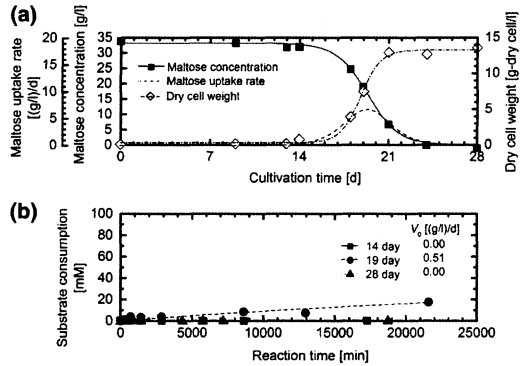 (a)
Maltose uptake rate
[(g/l)/d]
20
15
10
5
0
Maltose concentration [g/l]
35
30
25
20
15
10
5
0
Maltose concentration
Maltose uptake rate
Dry cell weight
15
10
5
0
Dry cell weight [g-dry cell/l]
0 7 14 21 28
Cultivation time [d]
(b)
Substrate consumption
[mM]
100
80
60
40
20
0
V₀ [(g/l)/d]
14 day 0.00
19 day 0.51
28 day 0.00
0 5000 10000 15000 20000 25000
Reaction time [min]